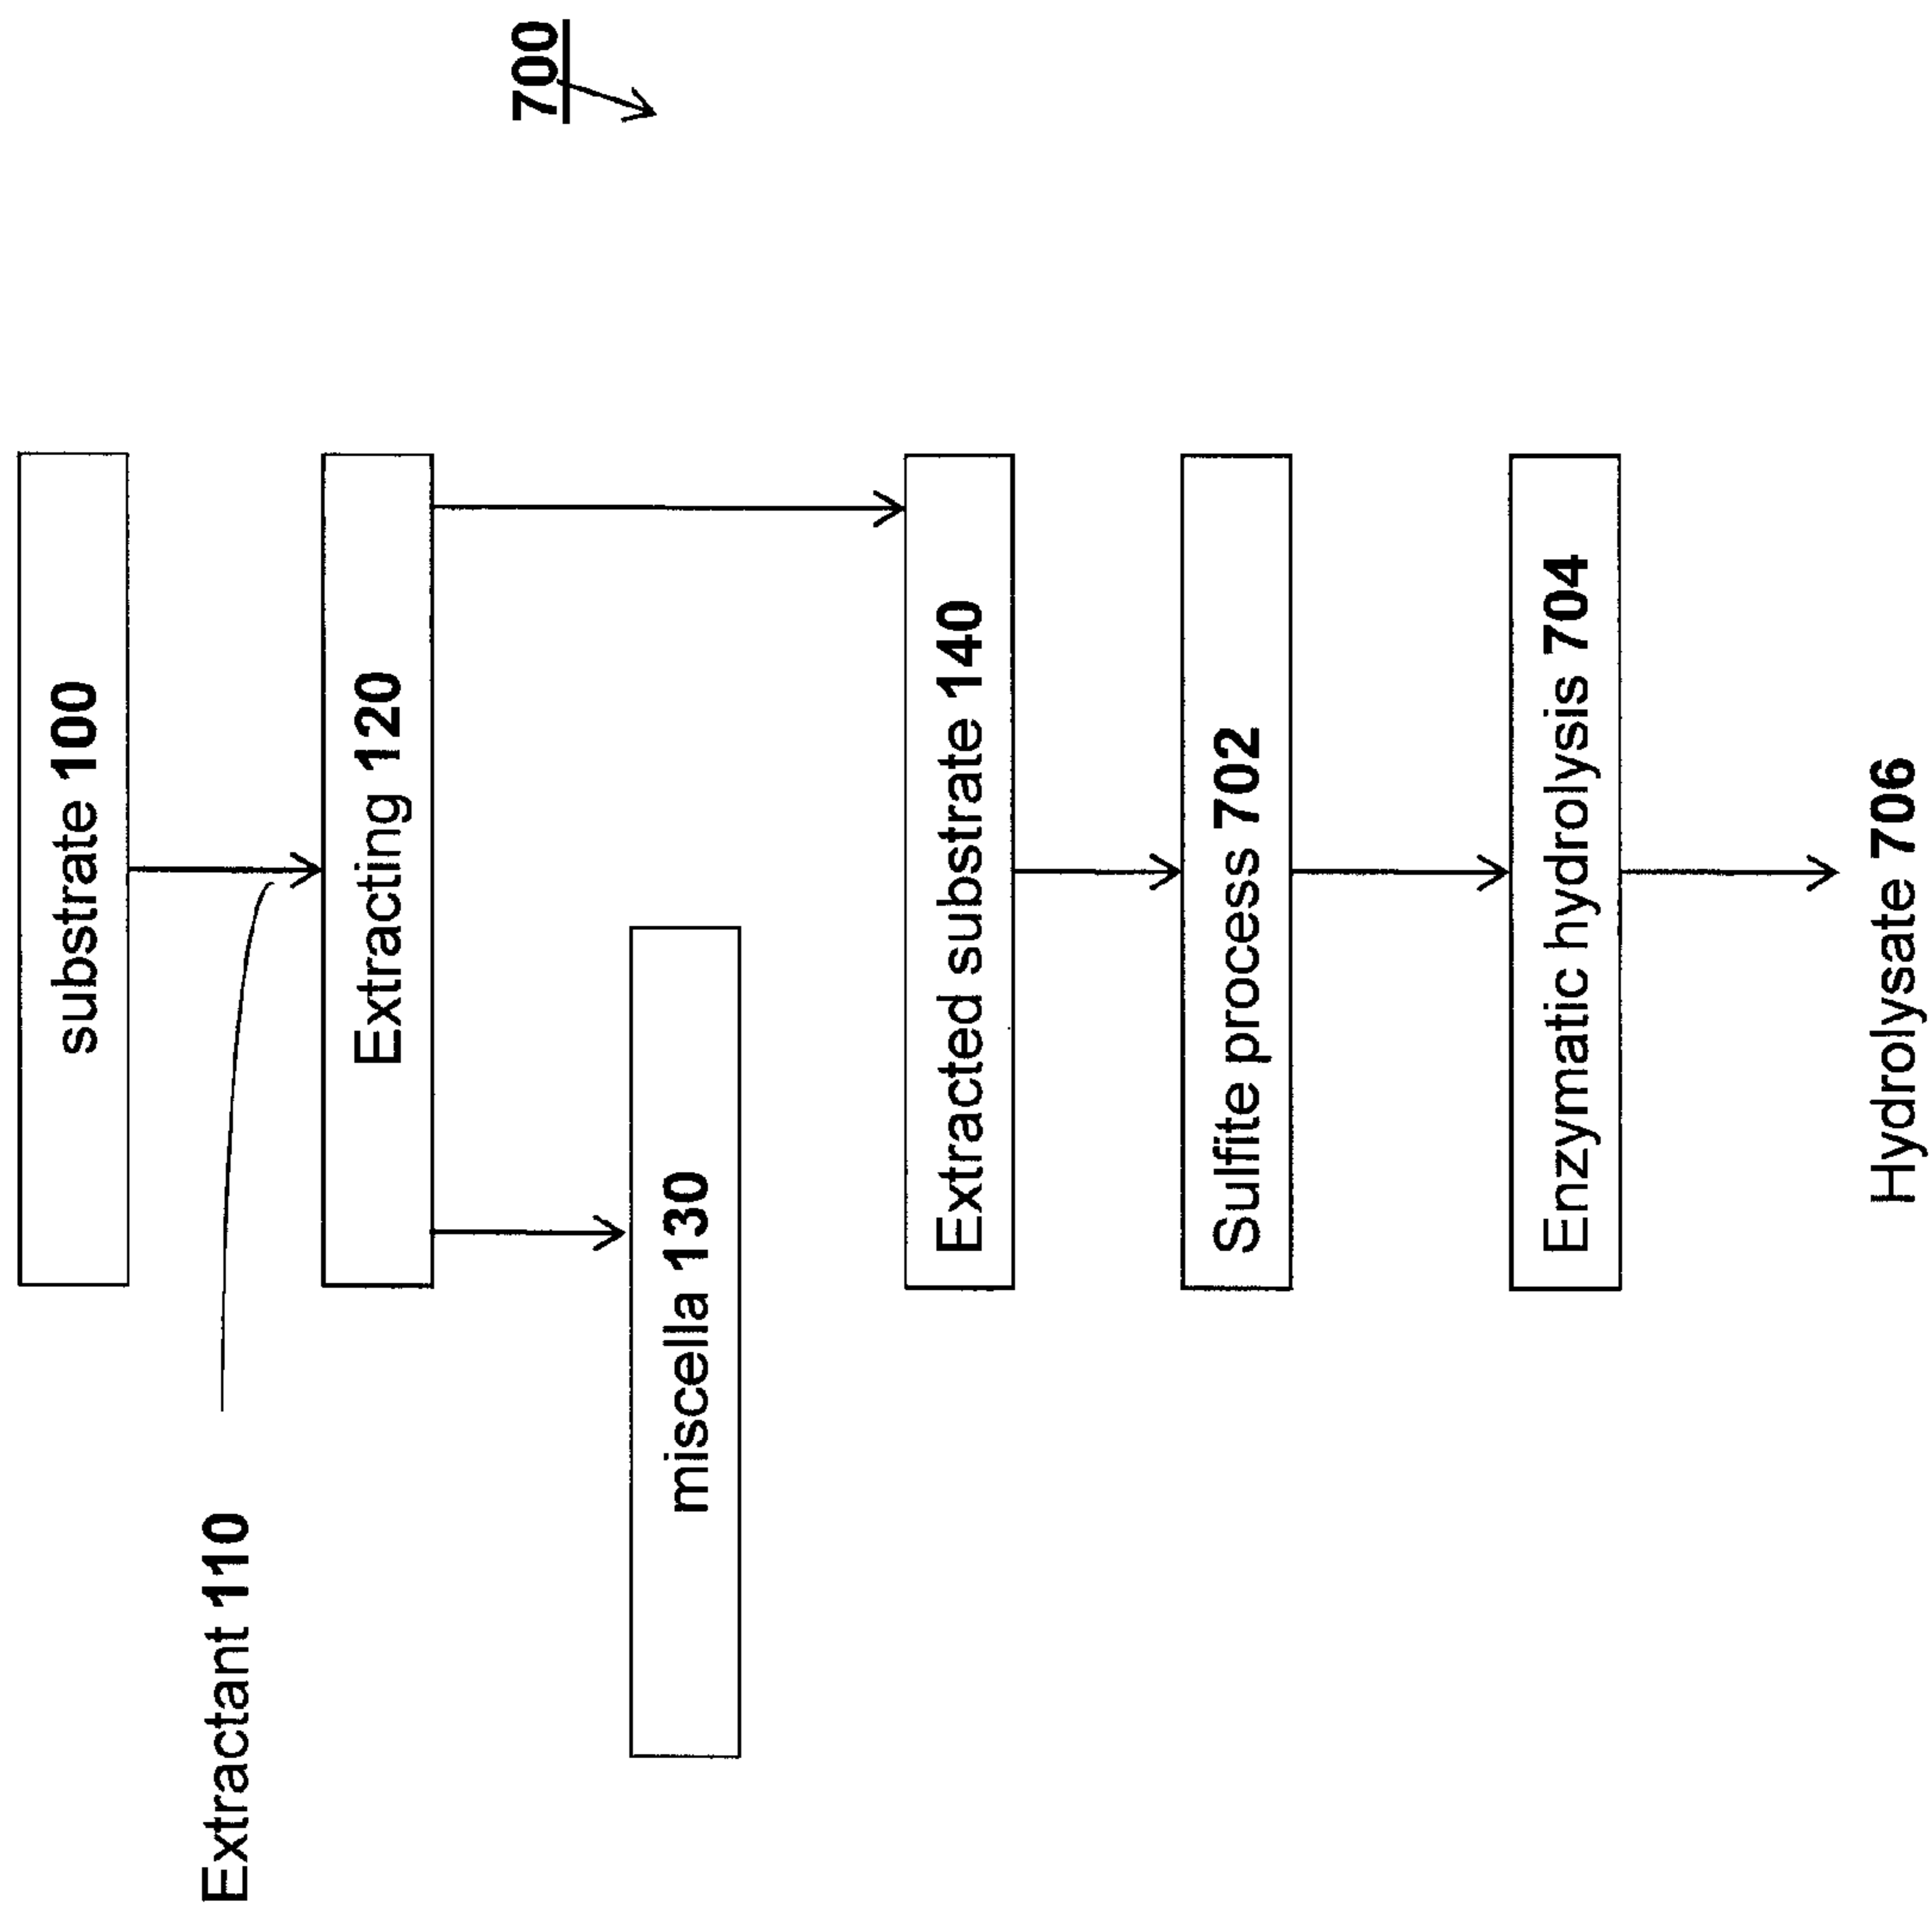 700
substrate 100
Extractant 110
Extracting 120
miscella 130
Extracted substrate 140
Sulfite process 702
Enzymatic hydrolysis 704
Hydrolysate 706